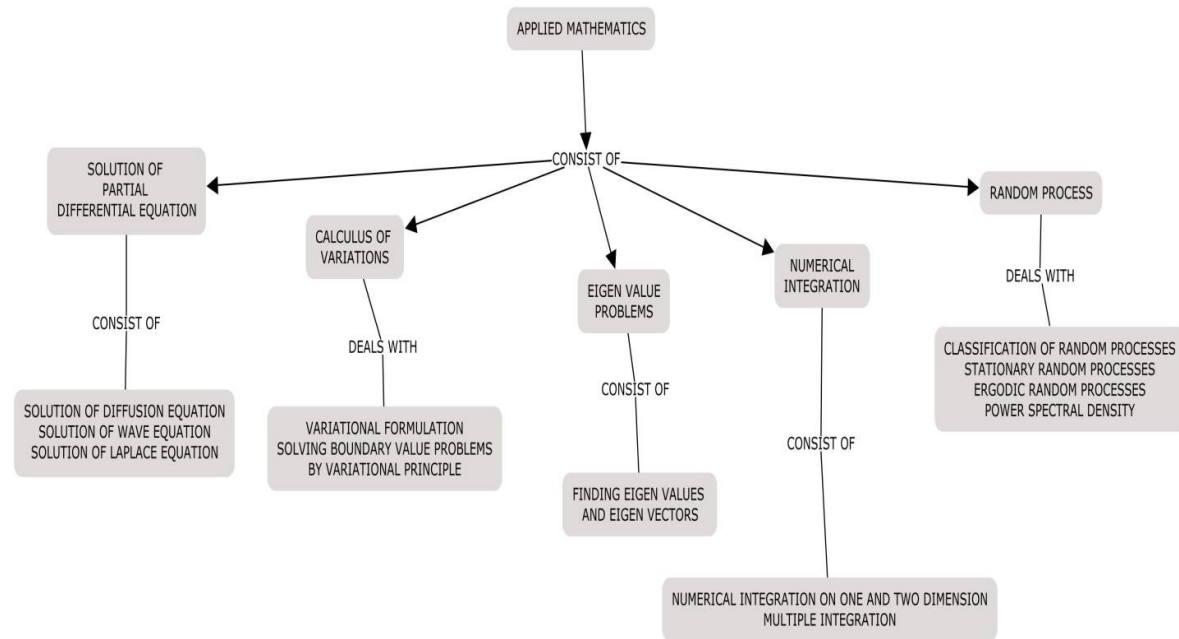 APPLIED MATHEMATICS
CONSIST OF
SOLUTION OF
PARTIAL
DIFFERENTIAL EQUATION
CALCULUS OF
VARIATIONS
EIGEN VALUE
PROBLEMS
NUMERICAL
INTEGRATION
RANDOM PROCESS
CONSIST OF
DEALS WITH
CONSIST OF
CONSIST OF
DEALS WITH
SOLUTION OF DIFFUSION EQUATION
SOLUTION OF WAVE EQUATION
SOLUTION OF LAPLACE EQUATION
VARIATIONAL FORMULATION
SOLVING BOUNDARY VALUE PROBLEMS
BY VARIATIONAL PRINCIPLE
FINDING EIGEN VALUES
AND EIGEN VECTORS
NUMERICAL INTEGRATION ON ONE AND TWO DIMENSION
MULTIPLE INTEGRATION
CLASSIFICATION OF RANDOM PROCESSES
STATIONARY RANDOM PROCESSES
ERGODIC RANDOM PROCESSES
POWER SPECTRAL DENSITY